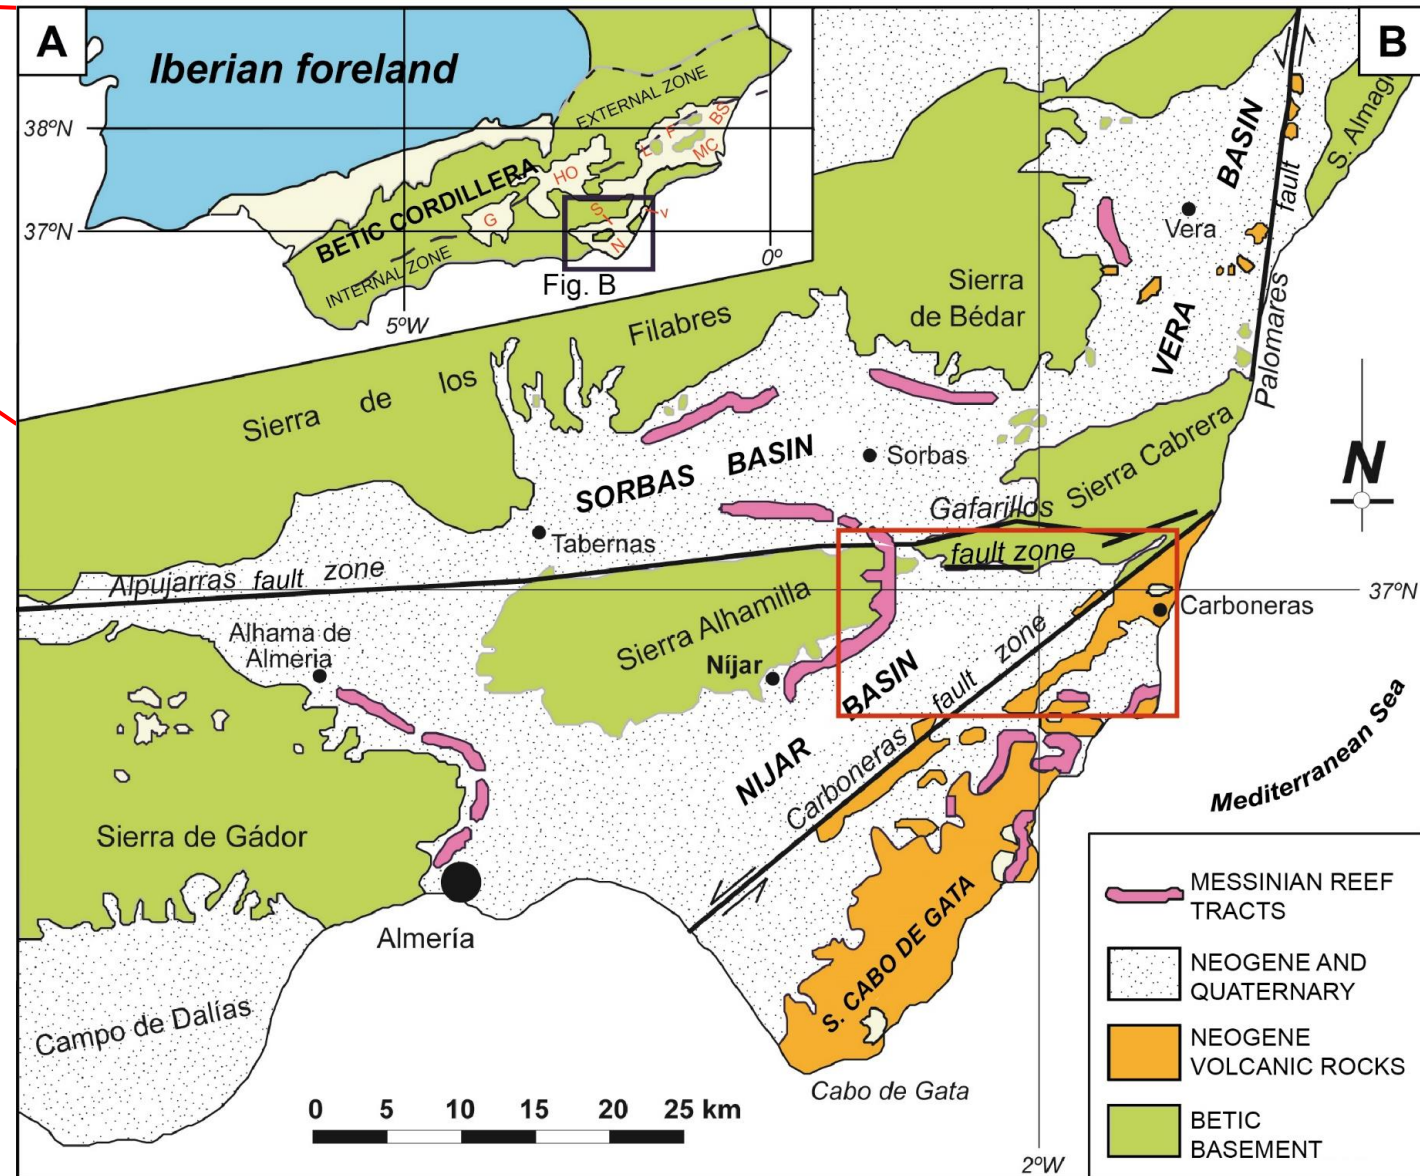 A
Iberian foreland
EXTERNAL ZONE
38ºN
BS
MC
HO
BETIC CORDILLERA
G
S
V
N
37ºN
INTERNAL ZONE
0º
Fig. B
5ºW
B
S. Almag
BASIN
fault
Vera
VERA
Palomares
Sierra
de Bédar
Filabres
Sierra de los
Sorbas
SORBAS BASIN
Sierra Cabrera
N
Gafarillos
fault zone
Tabernas
Alpujarras fault zone
37ºN
Carboneras
Alhama de
Almeria
Sierra Alhamilla
Níjar
NIJAR BASIN
Carboneras fault zone
Mediterranean Sea
Sierra de Gádor
Almería
S. CABO DE GATA
Campo de Dalías
Cabo de Gata
0 5 10 15 20 25 km
2ºW
MESSINIAN REEF
TRACTS
NEOGENE AND
QUATERNARY
NEOGENE
VOLCANIC ROCKS
BETIC
BASEMENT